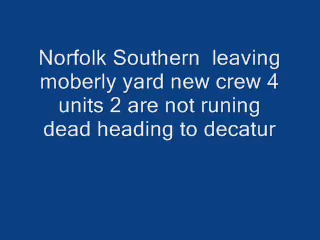 Norfolk Southern  leaving
moberly yard new crew 4
units 2 are not runing
dead heading to decatur